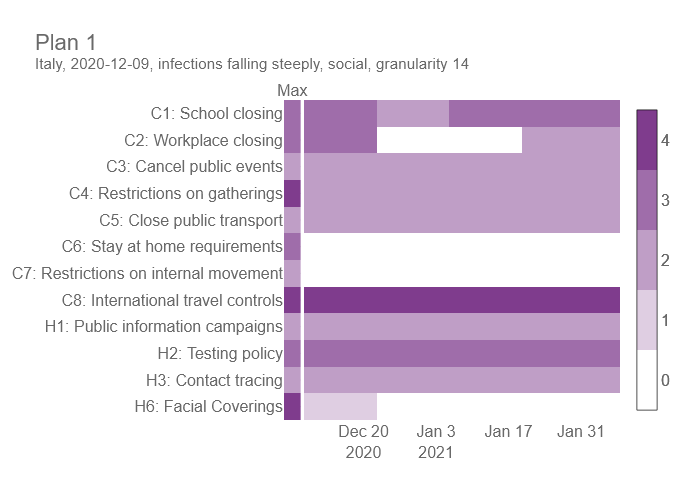 Plan 1
Italy, 2020-12-09, infections falling steeply, social, granularity 14
Max
C1: School closing
C2: Workplace closing
C3: Cancel public events
C4: Restrictions on gatherings
C5: Close public transport
C6: Stay at home requirements
C7: Restrictions on internal movement
C8: International travel controls
H1: Public information campaigns
H2: Testing policy
H3: Contact tracing
H6: Facial Coverings
4
3
2
1
0
Dec 20 Jan 3 Jan 17 Jan 31
2020 2021